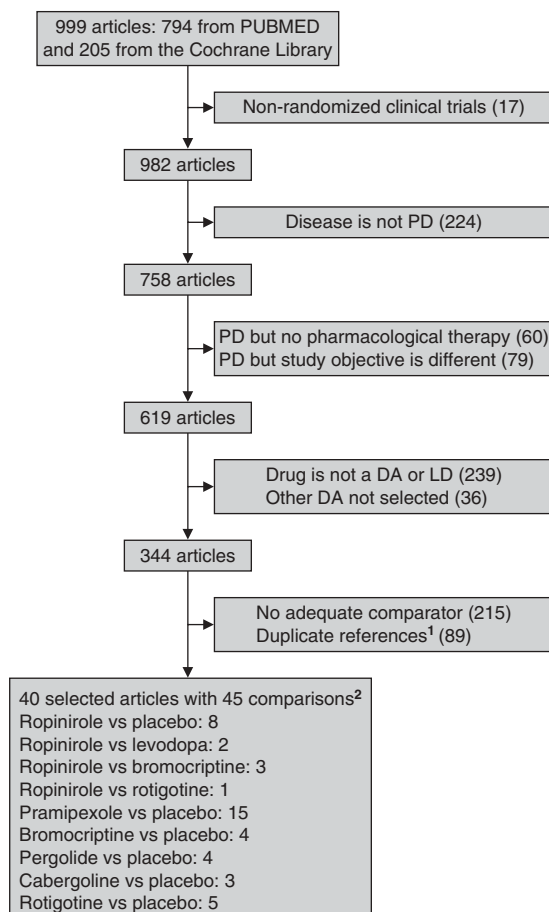 999 articles: 794 from PUBMED
and 205 from the Cochrane Library
Non-randomized clinical trials (17)
982 articles
Disease is not PD (224)
758 articles
PD but no pharmacological therapy (60)
PD but study objective is different (79)
619 articles
Drug is not a DA or LD (239)
Other DA not selected (36)
344 articles
No adequate comparator (215)
Duplicate references¹ (89)
40 selected articles with 45 comparisons²
Ropinirole vs placebo: 8
Ropinirole vs levodopa: 2
Ropinirole vs bromocriptine: 3
Ropinirole vs rotigotine: 1
Pramipexole vs placebo: 15
Bromocriptine vs placebo: 4
Pergolide vs placebo: 4
Cabergoline vs placebo: 3
Rotigotine vs placebo: 5